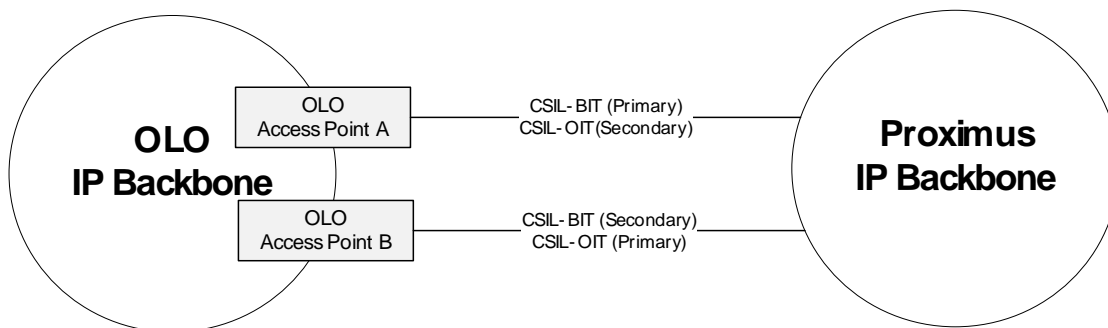 OLO
IP Backbone
OLO
Access Point A
CSIL-BIT (Primary)
CSIL-OIT(Secondary)
OLO
Access Point B
CSIL-BIT (Secondary)
CSIL-OIT (Primary)
Proximus
IP Backbone